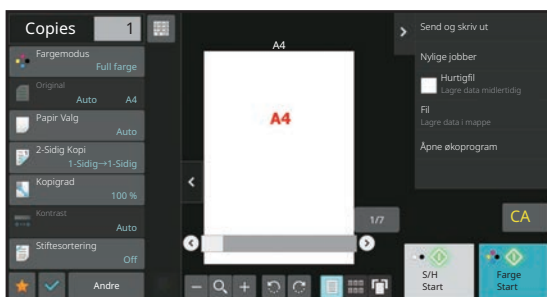 Copies 1
Fargemodus
Full farge
Original
Auto A4
Papir Valg
Auto
2-Sidig Kopi
1-Sidig→1-Sidig
Kopigrad
100 %
Kontrast
Auto
Stiftesortering
Off
Andre
A4
A4
1/7
Send og skriv ut
Nylige jobber
Hurtigfil
Lagre data midlertidig
Fil
Lagre data i mappe
Åpne økoprogram
CA
S/H
Start
Farge
Start